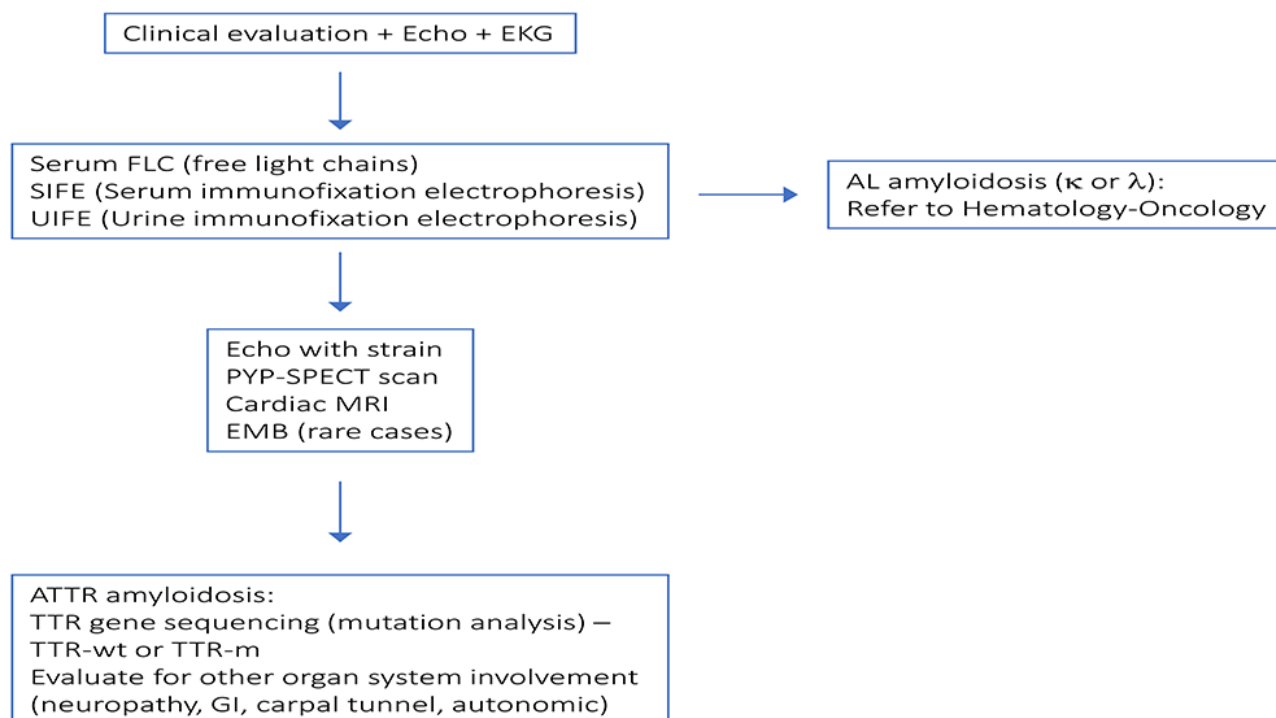 Clinical evaluation + Echo + EKG
Serum FLC (free light chains)
SIFE (Serum immunofixation electrophoresis)
UIFE (Urine immunofixation electrophoresis)
AL amyloidosis (κ or λ):
Refer to Hematology-Oncology
Echo with strain
PYP-SPECT scan
Cardiac MRI
EMB (rare cases)
ATTR amyloidosis:
TTR gene sequencing (mutation analysis) –
TTR-wt or TTR-m
Evaluate for other organ system involvement
(neuropathy, GI, carpal tunnel, autonomic)